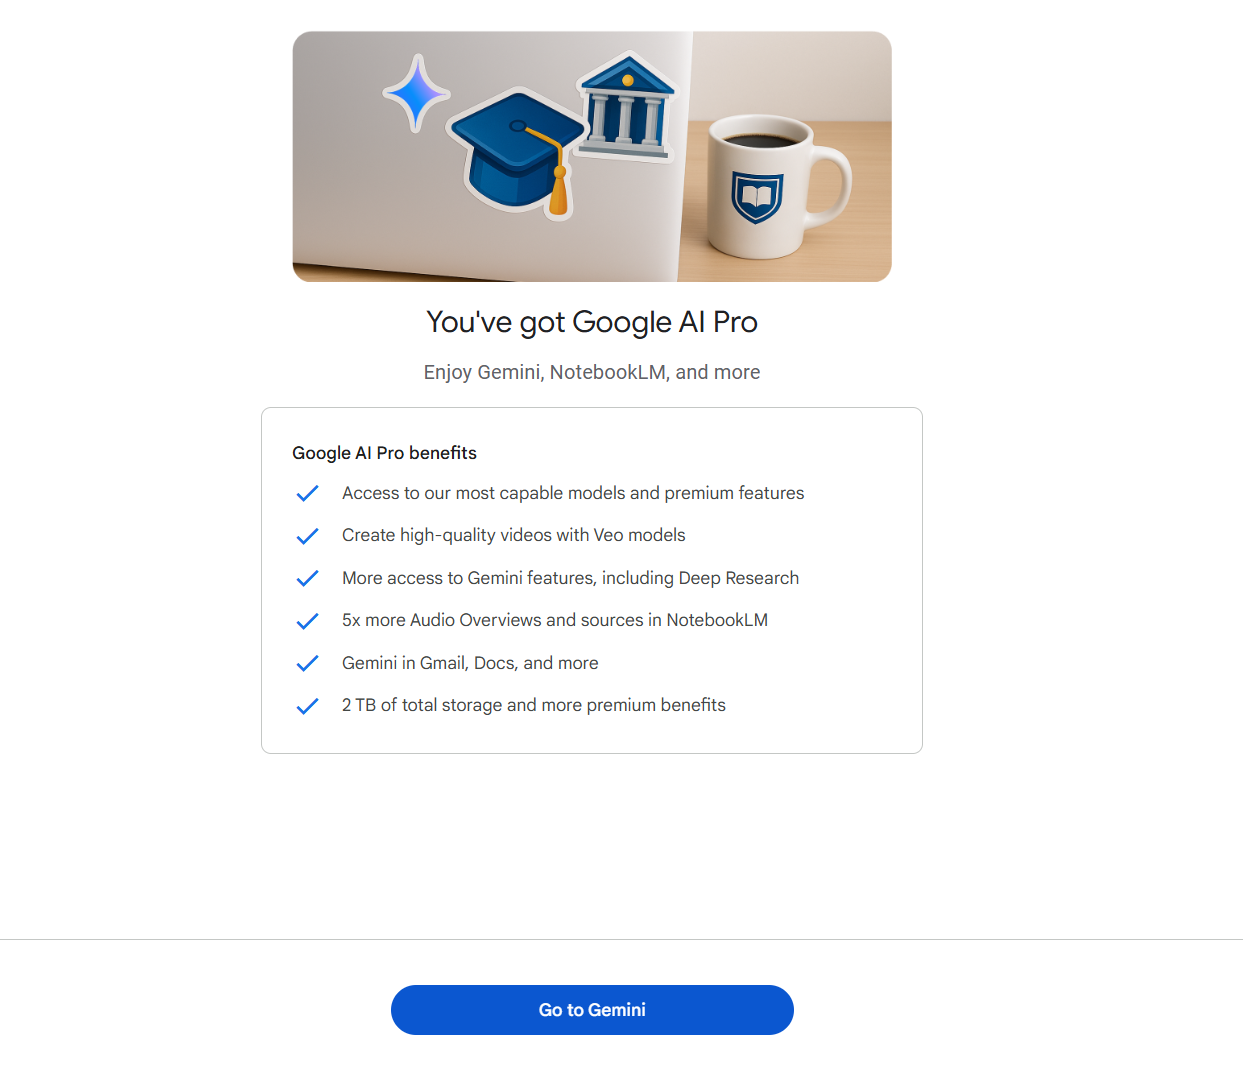 You've got Google AI Pro
Enjoy Gemini, NotebookLM, and more
Google AI Pro benefits
Access to our most capable models and premium features
Create high-quality videos with Veo models
More access to Gemini features, including Deep Research
5x more Audio Overviews and sources in NotebookLM
Gemini in Gmail, Docs, and more
2 TB of total storage and more premium benefits
Go to Gemini